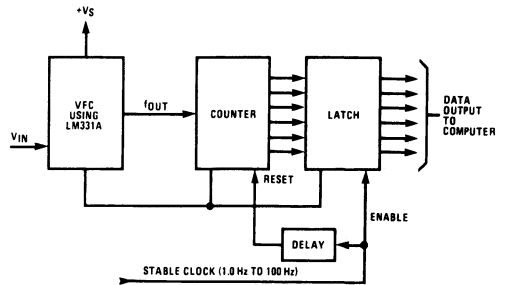 +VS
VFC
USING
LM331A
fOUT
COUNTER
LATCH
DATA
OUTPUT
TO
COMPUTER
VIN
RESET
ENABLE
DELAY
STABLE CLOCK (1.0 Hz TO 100 Hz)